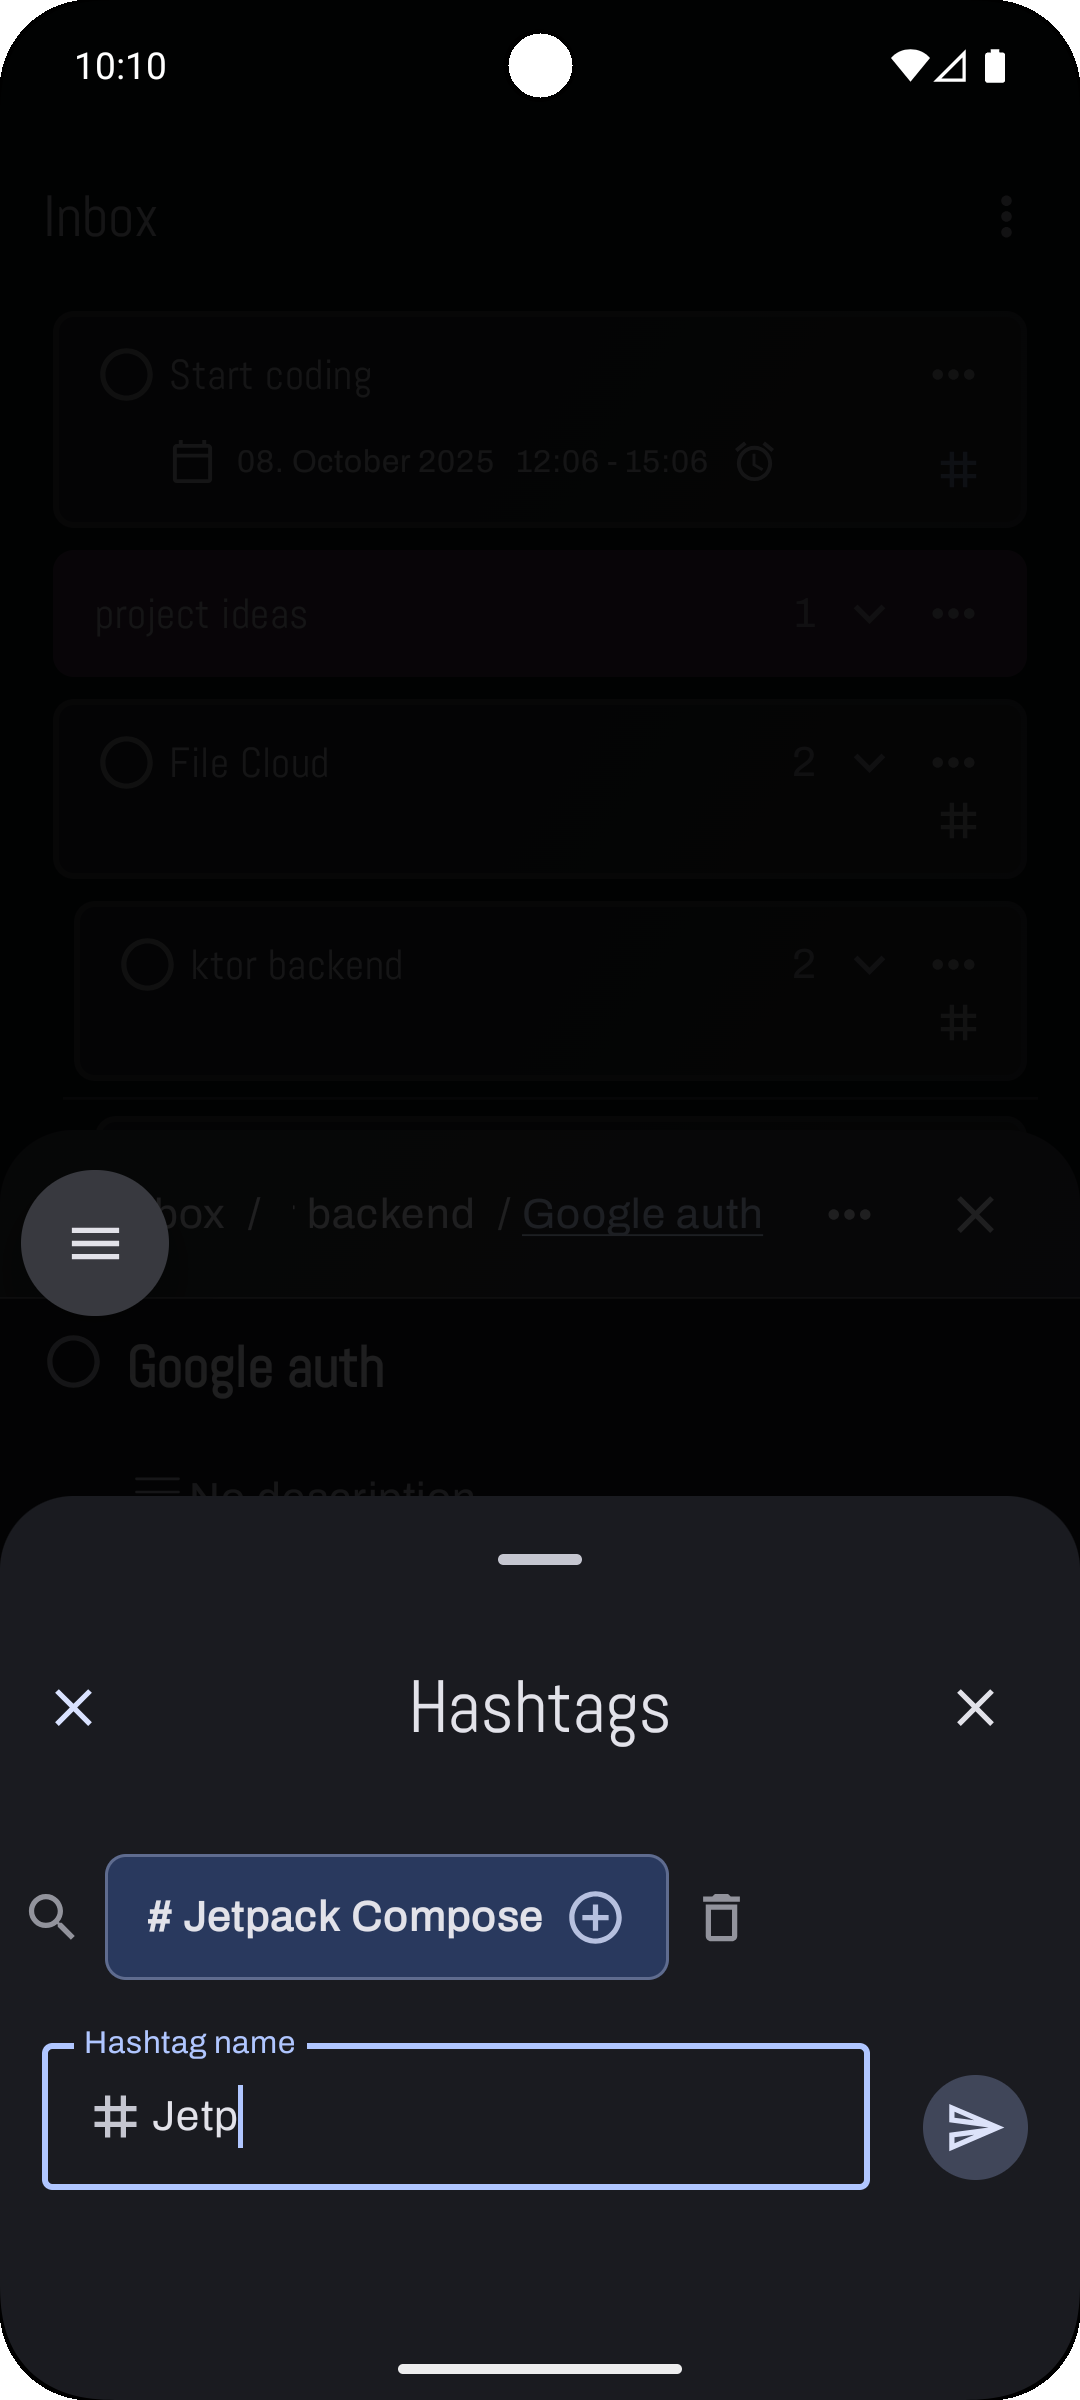 10:10
Inbox
Start coding
08. October 2025 12:06 - 15:06
project ideas 1
File Cloud 2
ktor backend 2
box / backend / Google auth
Google auth
No description
Hashtags
# Jetpack Compose
Hashtag name
# Jetp